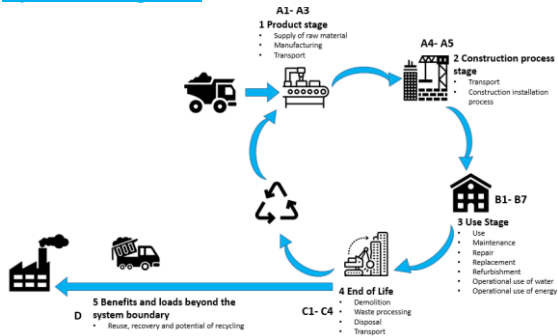 A1- A3
1 Product stage
• Supply of raw material
• Manufacturing
• Transport
A4- A5
2 Construction process
stage
• Transport
• Construction installation
process
B1- B7
3 Use Stage
• Use
• Maintenance
• Repair
• Replacement
• Refurbishment
• Operational use of water
• Operational use of energy
4 End of Life
C1- C4
• Demolition
• Waste processing
• Disposal
• Transport
5 Benefits and loads beyond the
D
system boundary
• Reuse, recovery and potential of recycling